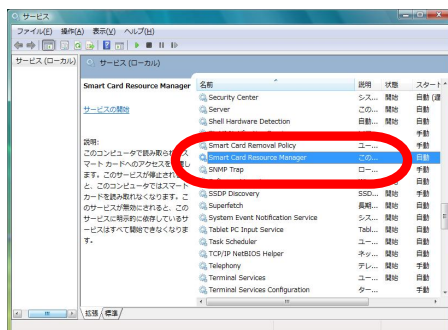 サービス
ファイル(F) 操作(A) 表示(V) ヘルプ(H)
サービス (ローカル)
サービス (ローカル)
Smart Card Resource Manager
サービスの開始
説明:
このコンピュータで読み取られ
マート カードへのアクセスを
ます。このサービスが停止され
と、このコンピュータではスマート
カードを読み取れなくなります。こ
のサービスが無効にされると、この
サービスに明示的に依存しているサ
ービスはすべて開始できなくなりま
す。
名前 説明 状態 スタート
Security Center シス... 開始 自動 (遅
Server この... 開始 自動
Shell Hardware Detection 自動... 開始 自動
手動
Smart Card Removal Policy ユー... 手動
Smart Card Resource Manager この... 自動
SNMP Trap ロー... 手動
自動
SSDP Discovery SSD... 開始 手動
Superfetch 長期... 開始 自動
System Event Notification Service シス... 開始 自動
Tablet PC Input Service Tabl... 開始 自動
Task Scheduler ユー... 開始 自動
TCP/IP NetBIOS Helper ネッ... 開始 自動
Telephony テレ... 開始 手動
Terminal Services ユー... 開始 自動
Terminal Services Configuration ター... 手動
拡張 標準